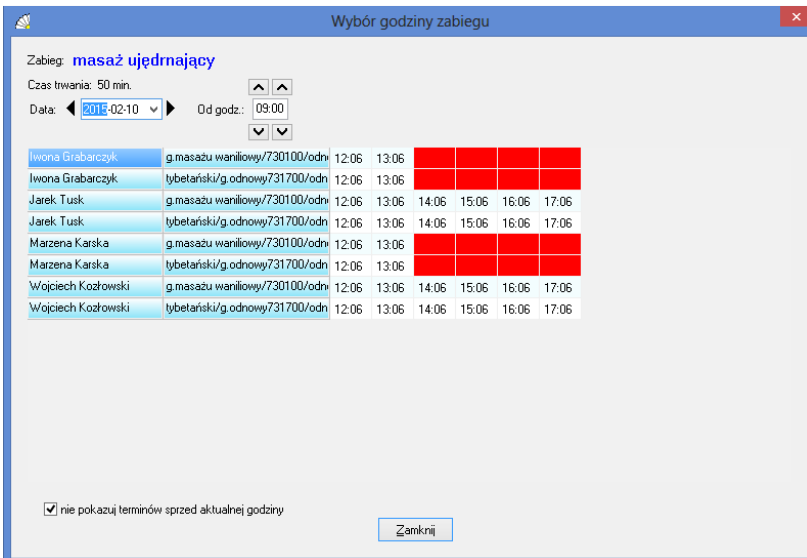 Wybór godziny zabiegu
Zabieg: masaż ujędrnający
Czas trwania: 50 min.
Data: 2015-02-10 Od godz.: 09:00
Iwona Grabarczyk g.masażu waniliowy/730100/odn 12:06 13:06
Iwona Grabarczyk tybetański/g.odnowy731700/odn 12:06 13:06
Jarek Tusk g.masażu waniliowy/730100/odn 12:06 13:06 14:06 15:06 16:06 17:06
Jarek Tusk tybetański/g.odnowy731700/odn 12:06 13:06 14:06 15:06 16:06 17:06
Marzena Karska g.masażu waniliowy/730100/odn 12:06 13:06
Marzena Karska tybetański/g.odnowy731700/odn 12:06 13:06
Wojciech Kozłowski g.masażu waniliowy/730100/odn 12:06 13:06 14:06 15:06 16:06 17:06
Wojciech Kozłowski tybetański/g.odnowy731700/odn 12:06 13:06 14:06 15:06 16:06 17:06
nie pokazuj terminów sprzed aktualnej godziny
Zamknij